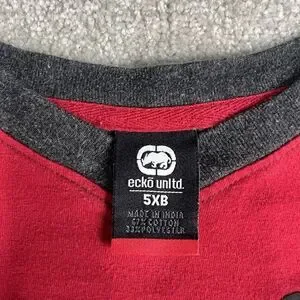 eckō unltd.
5XB
MADE IN INDIA
67% COTTON
33% POLYESTER